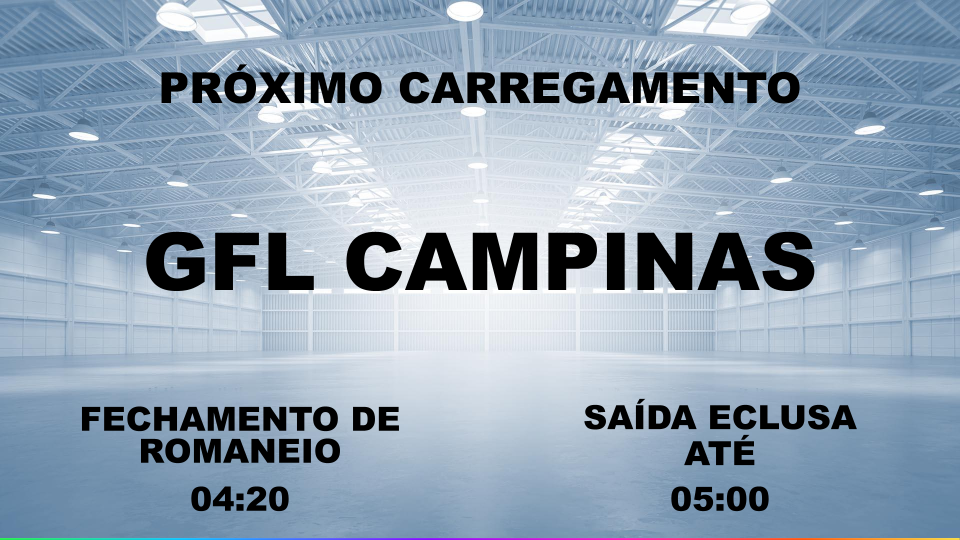 PRÓXIMO CARREGAMENTO
GFL CAMPINAS
FECHAMENTO DE
ROMANEIO
04:20
SAÍDA ECLUSA
ATÉ
05:00